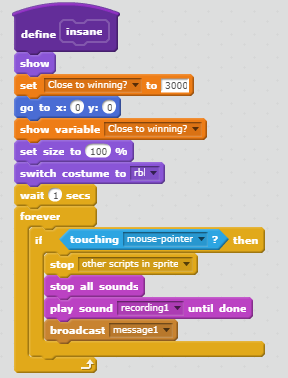 define insane
show
set Close to winning? to 3000
go to x: 0 y: 0
show variable Close to winning?
set size to 100 %
switch costume to rbl
wait 1 secs
forever
if touching mouse-pointer ? then
stop other scripts in sprite
stop all sounds
play sound recording1 until done
broadcast message1